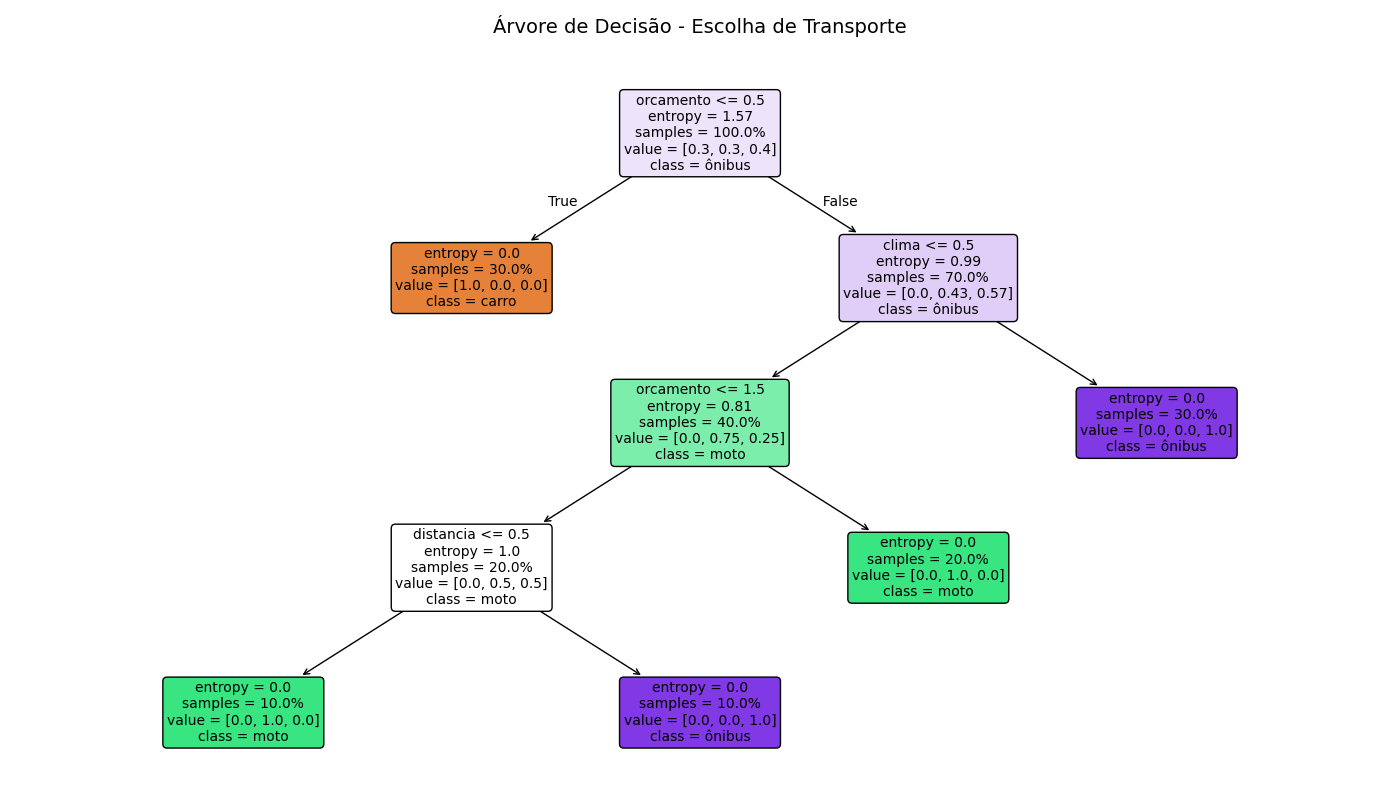 Árvore de Decisão - Escolha de Transporte
orcamento <= 0.5
entropy = 1.57
samples = 100.0%
value = [0.3, 0.3, 0.4]
class = ônibus
True
False
entropy = 0.0
samples = 30.0%
value = [1.0, 0.0, 0.0]
class = carro
clima <= 0.5
entropy = 0.99
samples = 70.0%
value = [0.0, 0.43, 0.57]
class = ônibus
orcamento <= 1.5
entropy = 0.81
samples = 40.0%
value = [0.0, 0.75, 0.25]
class = moto
entropy = 0.0
samples = 30.0%
value = [0.0, 0.0, 1.0]
class = ônibus
distancia <= 0.5
entropy = 1.0
samples = 20.0%
value = [0.0, 0.5, 0.5]
class = moto
entropy = 0.0
samples = 20.0%
value = [0.0, 1.0, 0.0]
class = moto
entropy = 0.0
samples = 10.0%
value = [0.0, 1.0, 0.0]
class = moto
entropy = 0.0
samples = 10.0%
value = [0.0, 0.0, 1.0]
class = ônibus